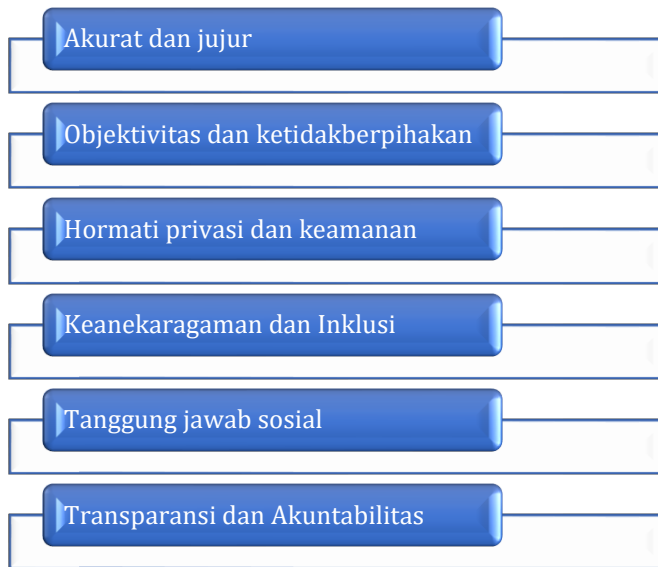 Akurat dan jujur
Objektivitas dan ketidakberpihakan
Hormati privasi dan keamanan
Keanekaragaman dan Inklusi
Tanggung jawab sosial
Transparansi dan Akuntabilitas